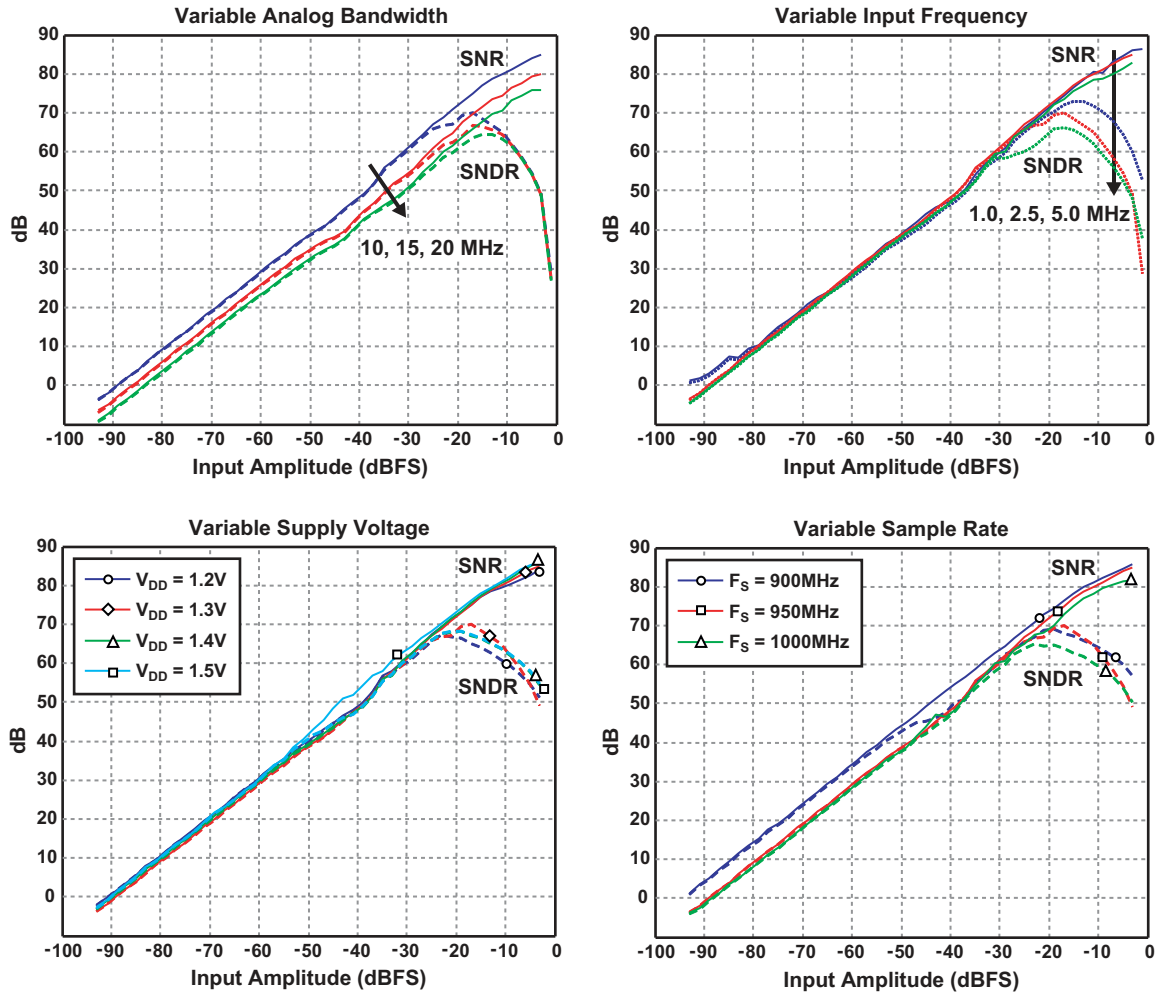 Variable Analog Bandwidth
90
80
70
60
50
40
30
20
10
0
dB
SNR
SNDR
10, 15, 20 MHz
-100 -90 -80 -70 -60 -50 -40 -30 -20 -10 0
Input Amplitude (dBFS)
Variable Input Frequency
90
80
70
60
50
40
30
20
10
0
dB
SNR
SNDR
1.0, 2.5, 5.0 MHz
-100 -90 -80 -70 -60 -50 -40 -30 -20 -10 0
Input Amplitude (dBFS)
Variable Supply Voltage
90
80
70
60
50
40
30
20
10
0
dB
VDD = 1.2V
VDD = 1.3V
VDD = 1.4V
VDD = 1.5V
SNR
SNDR
-100 -90 -80 -70 -60 -50 -40 -30 -20 -10 0
Input Amplitude (dBFS)
Variable Sample Rate
90
80
70
60
50
40
30
20
10
0
dB
FS = 900MHz
FS = 950MHz
FS = 1000MHz
SNR
SNDR
-100 -90 -80 -70 -60 -50 -40 -30 -20 -10 0
Input Amplitude (dBFS)